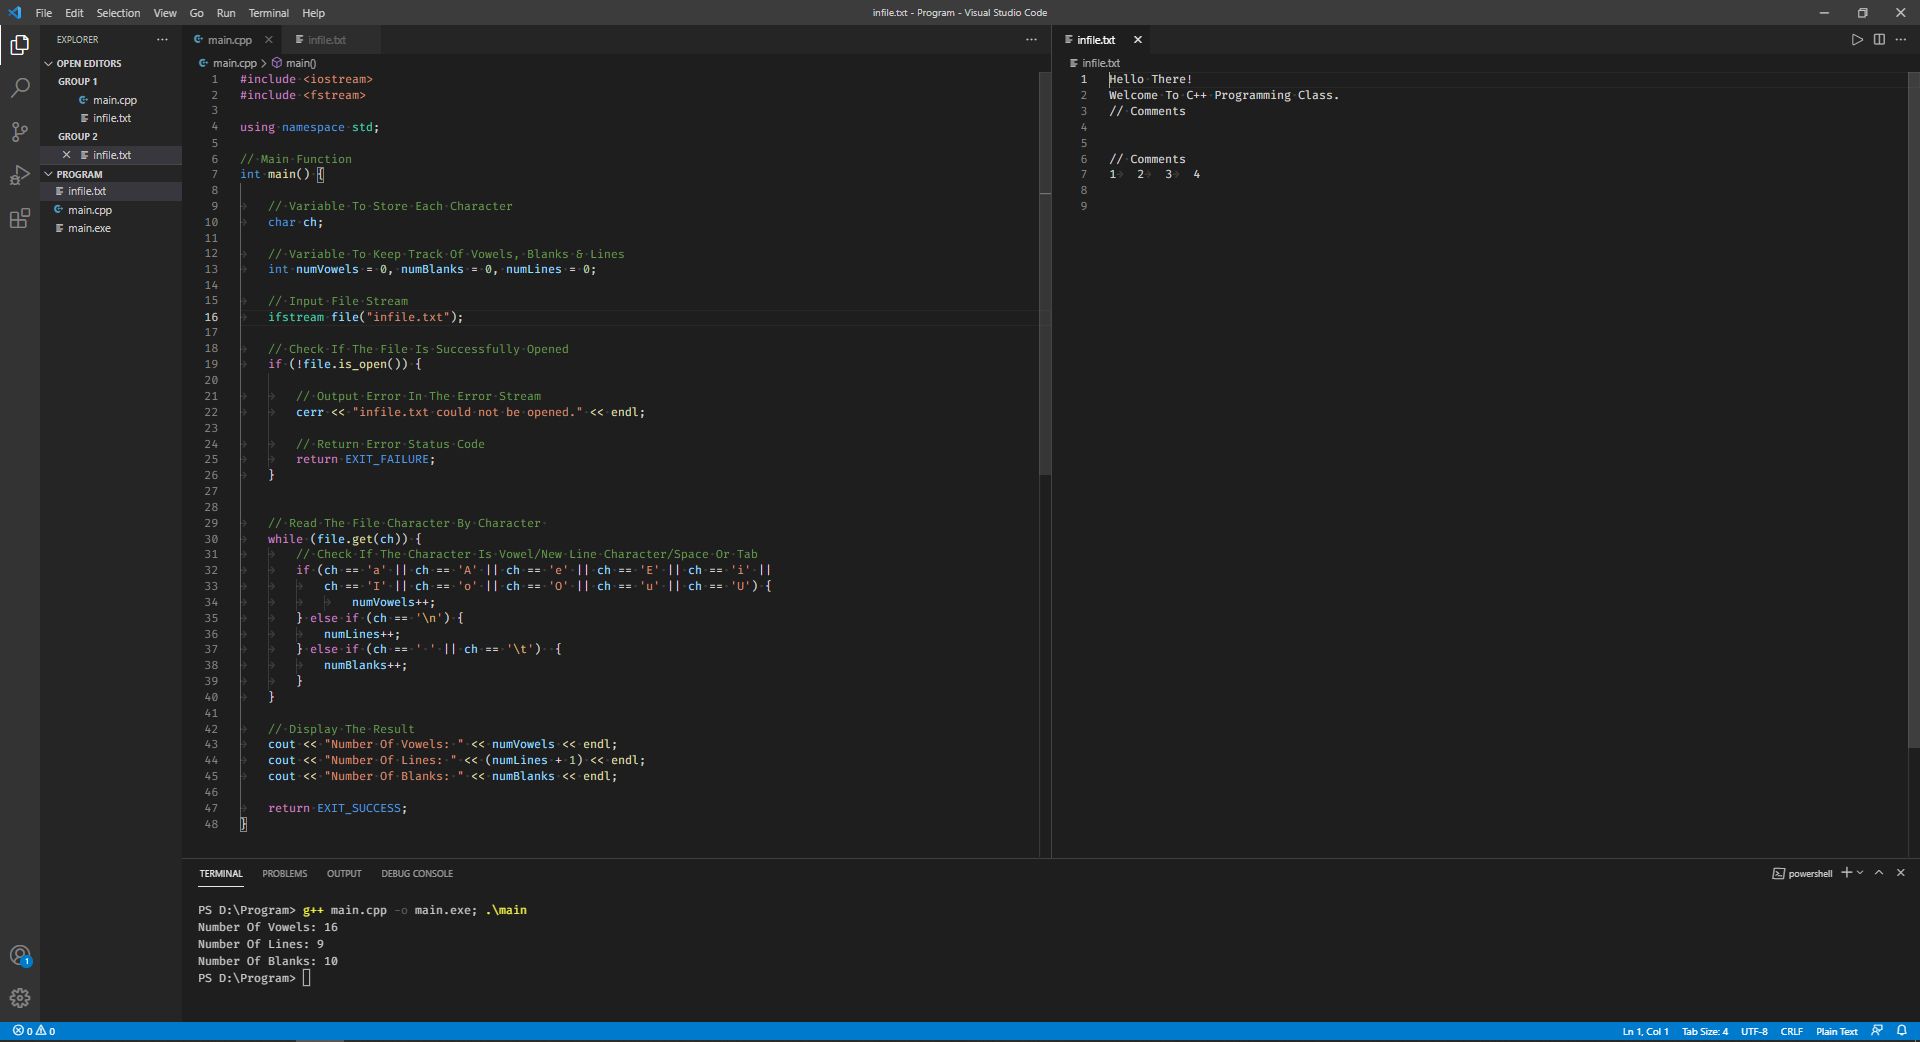 File Edit Selection View Go Run Terminal Help
infile.txt - Program - Visual Studio Code
EXPLORER
OPEN EDITORS
GROUP 1
main.cpp
infile.txt
GROUP 2
infile.txt
PROGRAM
infile.txt
main.cpp
main.exe
1
main.cpp infile.txt
main.cpp > main()
1 #include <iostream>
2 #include <fstream>
3
4 using namespace std;
5
6 // Main Function
7 int main() {
8
9 // Variable To Store Each Character
10 char ch;
11
12 // Variable To Keep Track Of Vowels, Blanks & Lines
13 int numVowels = 0, numBlanks = 0, numLines = 0;
14
15 // Input File Stream
16 ifstream file("infile.txt");
17
18 // Check If The File Is Successfully Opened
19 if (!file.is_open()) {
20
21 // Output Error In The Error Stream
22 cerr << "infile.txt could not be opened." << endl;
23
24 // Return Error Status Code
25 return EXIT_FAILURE;
26 }
27
28
29 // Read The File Character By Character
30 while (file.get(ch)) {
31 // Check If The Character Is Vowel/New Line Character/Space Or Tab
32 if (ch == 'a' || ch == 'A' || ch == 'e' || ch == 'E' || ch == 'i' ||
33 ch == 'I' || ch == 'o' || ch == 'O' || ch == 'u' || ch == 'U') {
34 numVowels++;
35 } else if (ch == '\n') {
36 numLines++;
37 } else if (ch == ' ' || ch == '\t') {
38 numBlanks++;
39 }
40 }
41
42 // Display The Result
43 cout << "Number Of Vowels: " << numVowels << endl;
44 cout << "Number Of Lines: " << (numLines + 1) << endl;
45 cout << "Number Of Blanks: " << numBlanks << endl;
46
47 return EXIT_SUCCESS;
48 }
infile.txt
infile.txt
1 Hello There!
2 Welcome To C++ Programming Class.
3 // Comments
4
5
6 // Comments
7 1 2 3 4
8
9
TERMINAL PROBLEMS OUTPUT DEBUG CONSOLE
powershell
PS D:\Program> g++ main.cpp -o main.exe; .\main
Number Of Vowels: 16
Number Of Lines: 9
Number Of Blanks: 10
PS D:\Program>
0 0
Ln 1, Col 1 Tab Size: 4 UTF-8 CRLF Plain Text